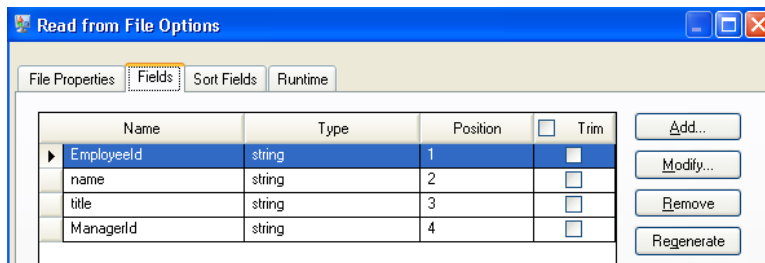 Read from File Options
File Properties Fields Sort Fields Runtime
Name Type Position Trim Add...
EmployeeId string 1
name string 2 Modify...
title string 3 Remove
ManagerId string 4
Regenerate